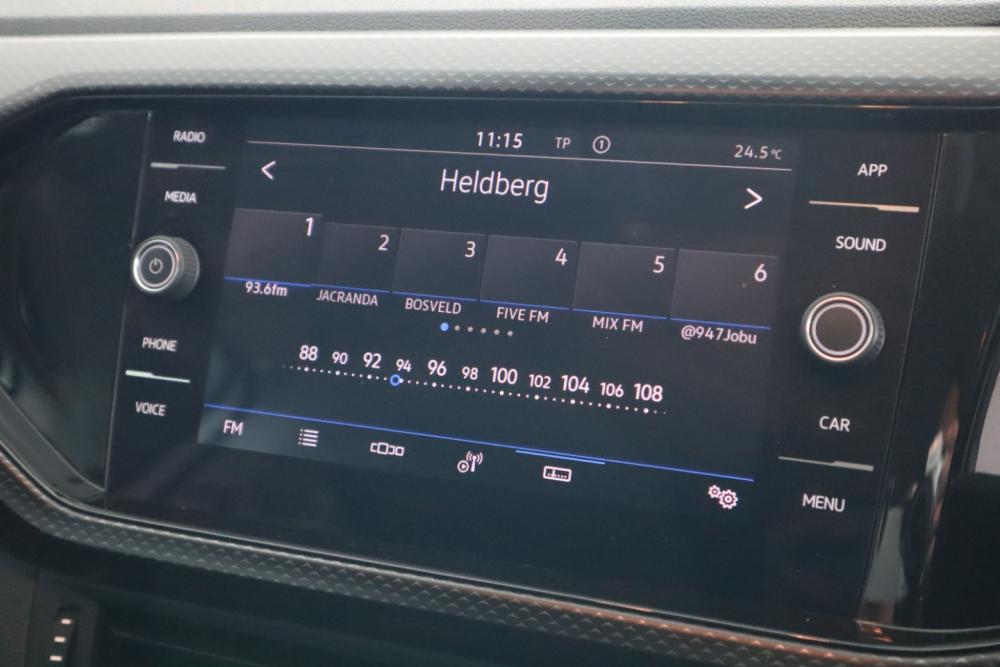 RADIO
MEDIA
PHONE
VOICE
11:15 TP 1 24.5°C
< Heldberg >
1 2 3 4 5 6
93.6fm JACRANDA BOSVELD FIVE FM MIX FM @947Jobu
88 90 92 94 96 98 100 102 104 106 108
FM
APP
SOUND
CAR
MENU